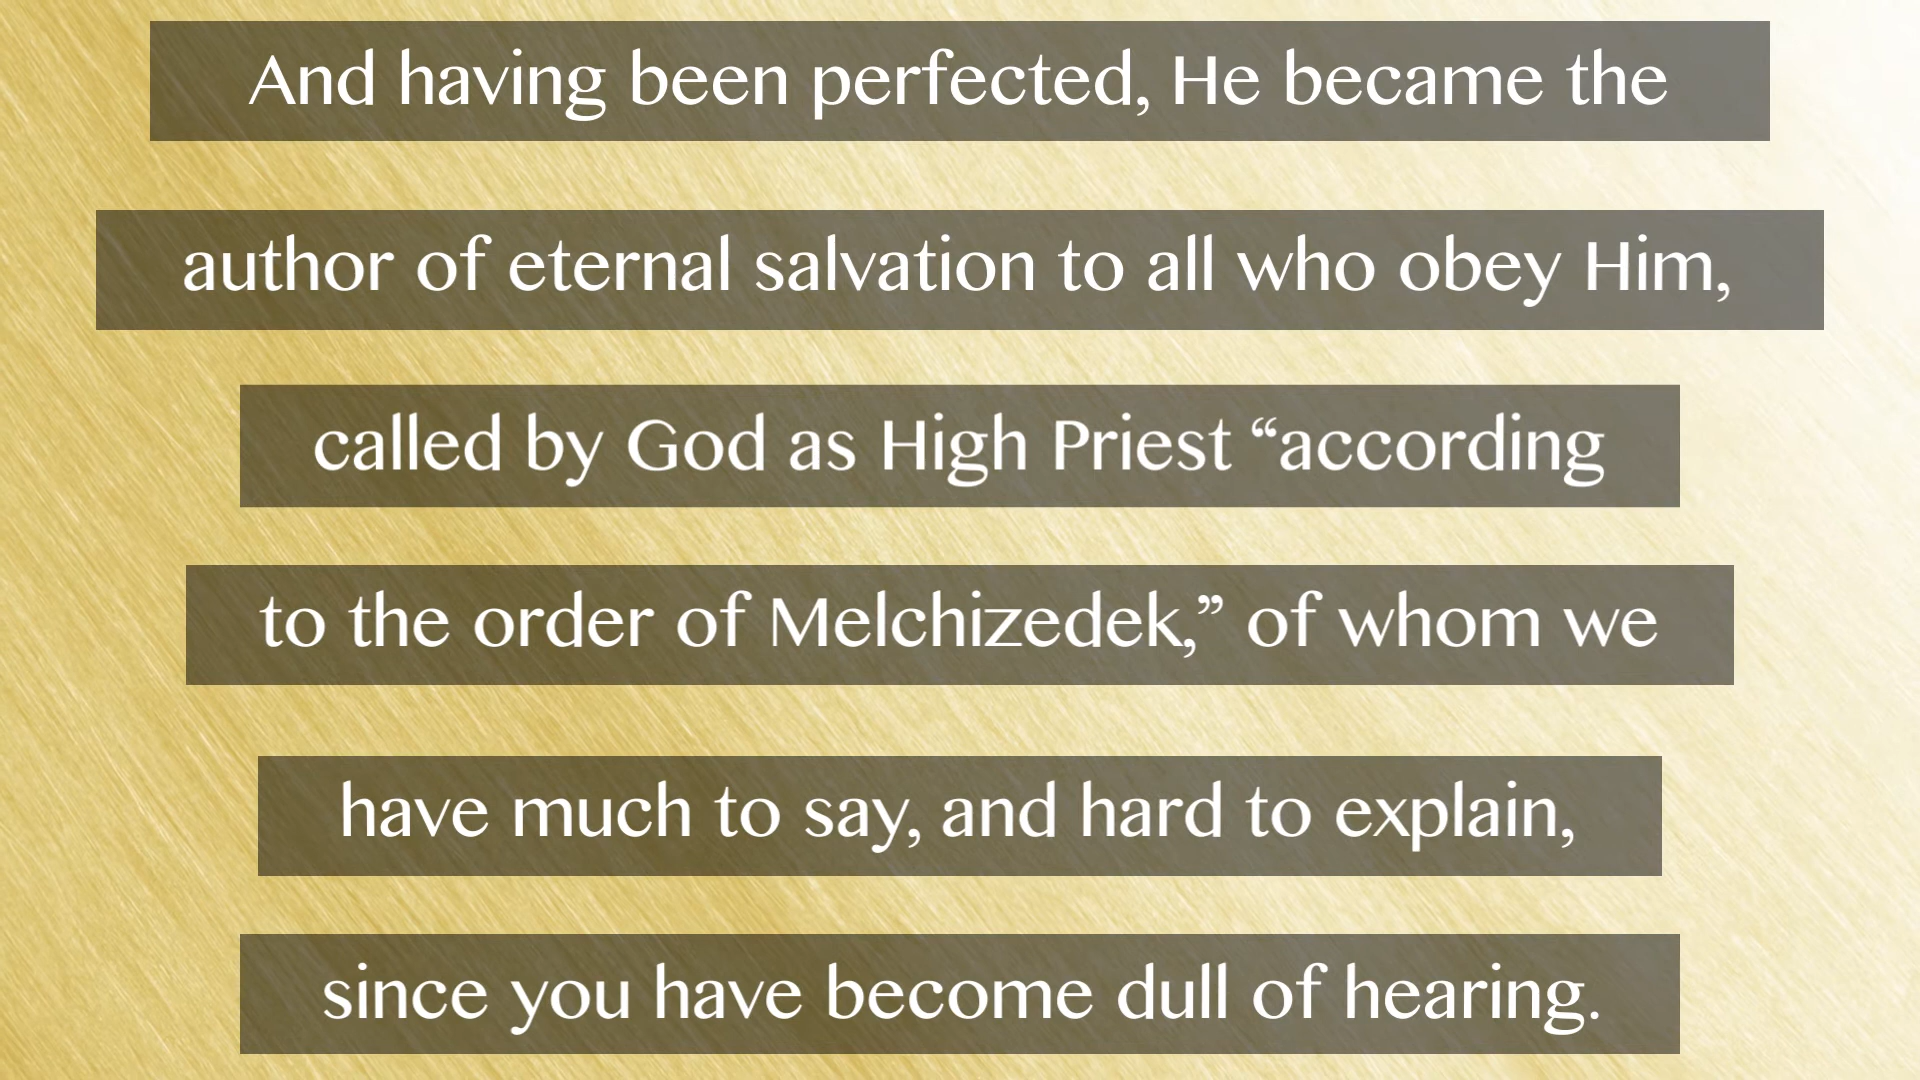 And having been perfected, He became the
author of eternal salvation to all who obey Him,
called by God as High Priest “according
to the order of Melchizedek,” of whom we
have much to say, and hard to explain,
since you have become dull of hearing.